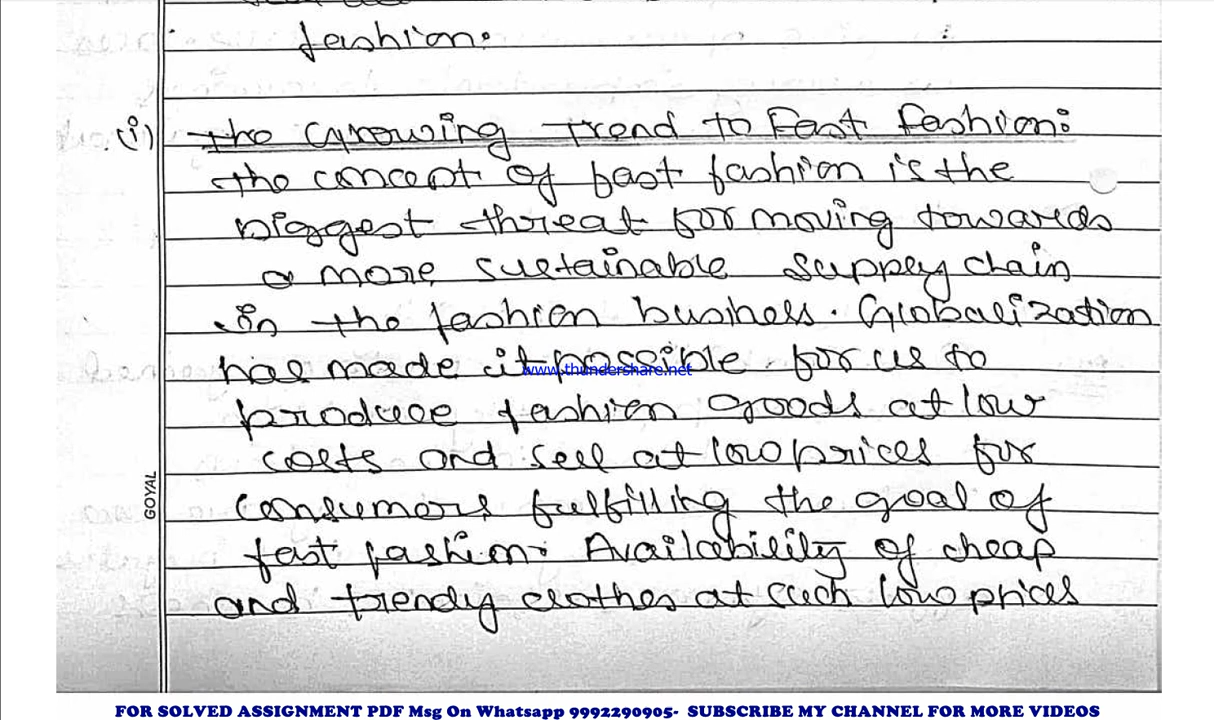 fashion.
(i) The Growing Trend to Fast fashion:
the concept of fast fashion is the
biggest threat for moving towards
a more sustainable supply chain
in the fashion business. Globalization
has made it possible for us to
www.thundershare.net
produce fashion goods at low
costs and sell at low prices for
consumers fulfilling the goal of
GOYAL
fast fashion. Availability of cheap
and trendy clothes at such low prices
FOR SOLVED ASSIGNMENT PDF Msg On Whatsapp 9992290905- SUBSCRIBE MY CHANNEL FOR MORE VIDEOS